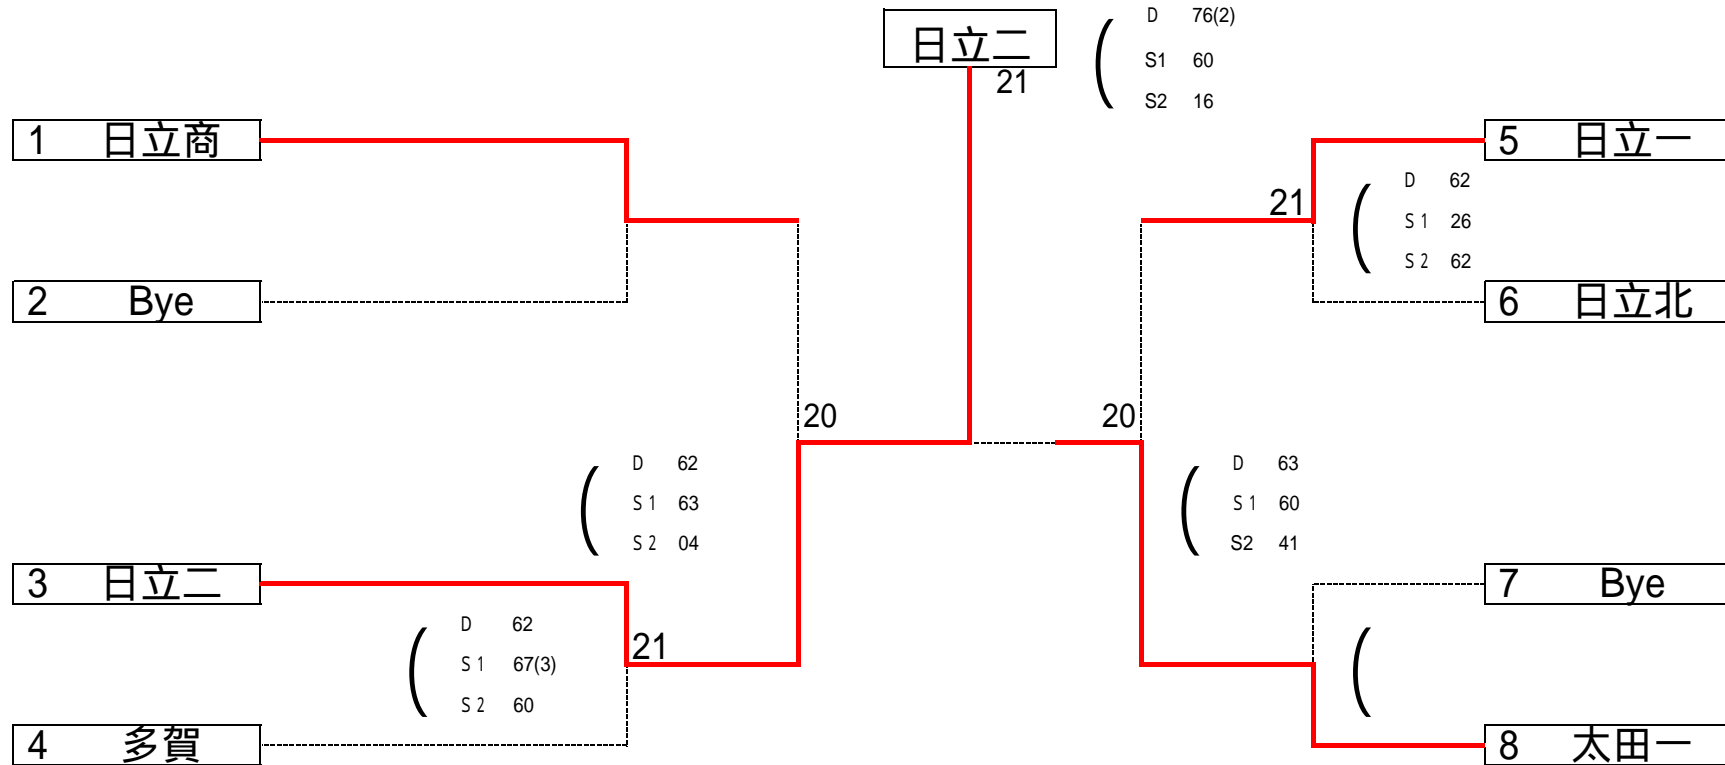 日立二
21
( D 76(2)
S1 60
S2 16
1 日立商
2 Bye
20
( D 62
S1 63
S2 04
3 日立二
( D 62
S1 67(3)
S2 60
21
4 多賀
5 日立一
21
( D 62
S1 26
S2 62
6 日立北
20
( D 63
S1 60
S2 41
7 Bye
(
8 太田一